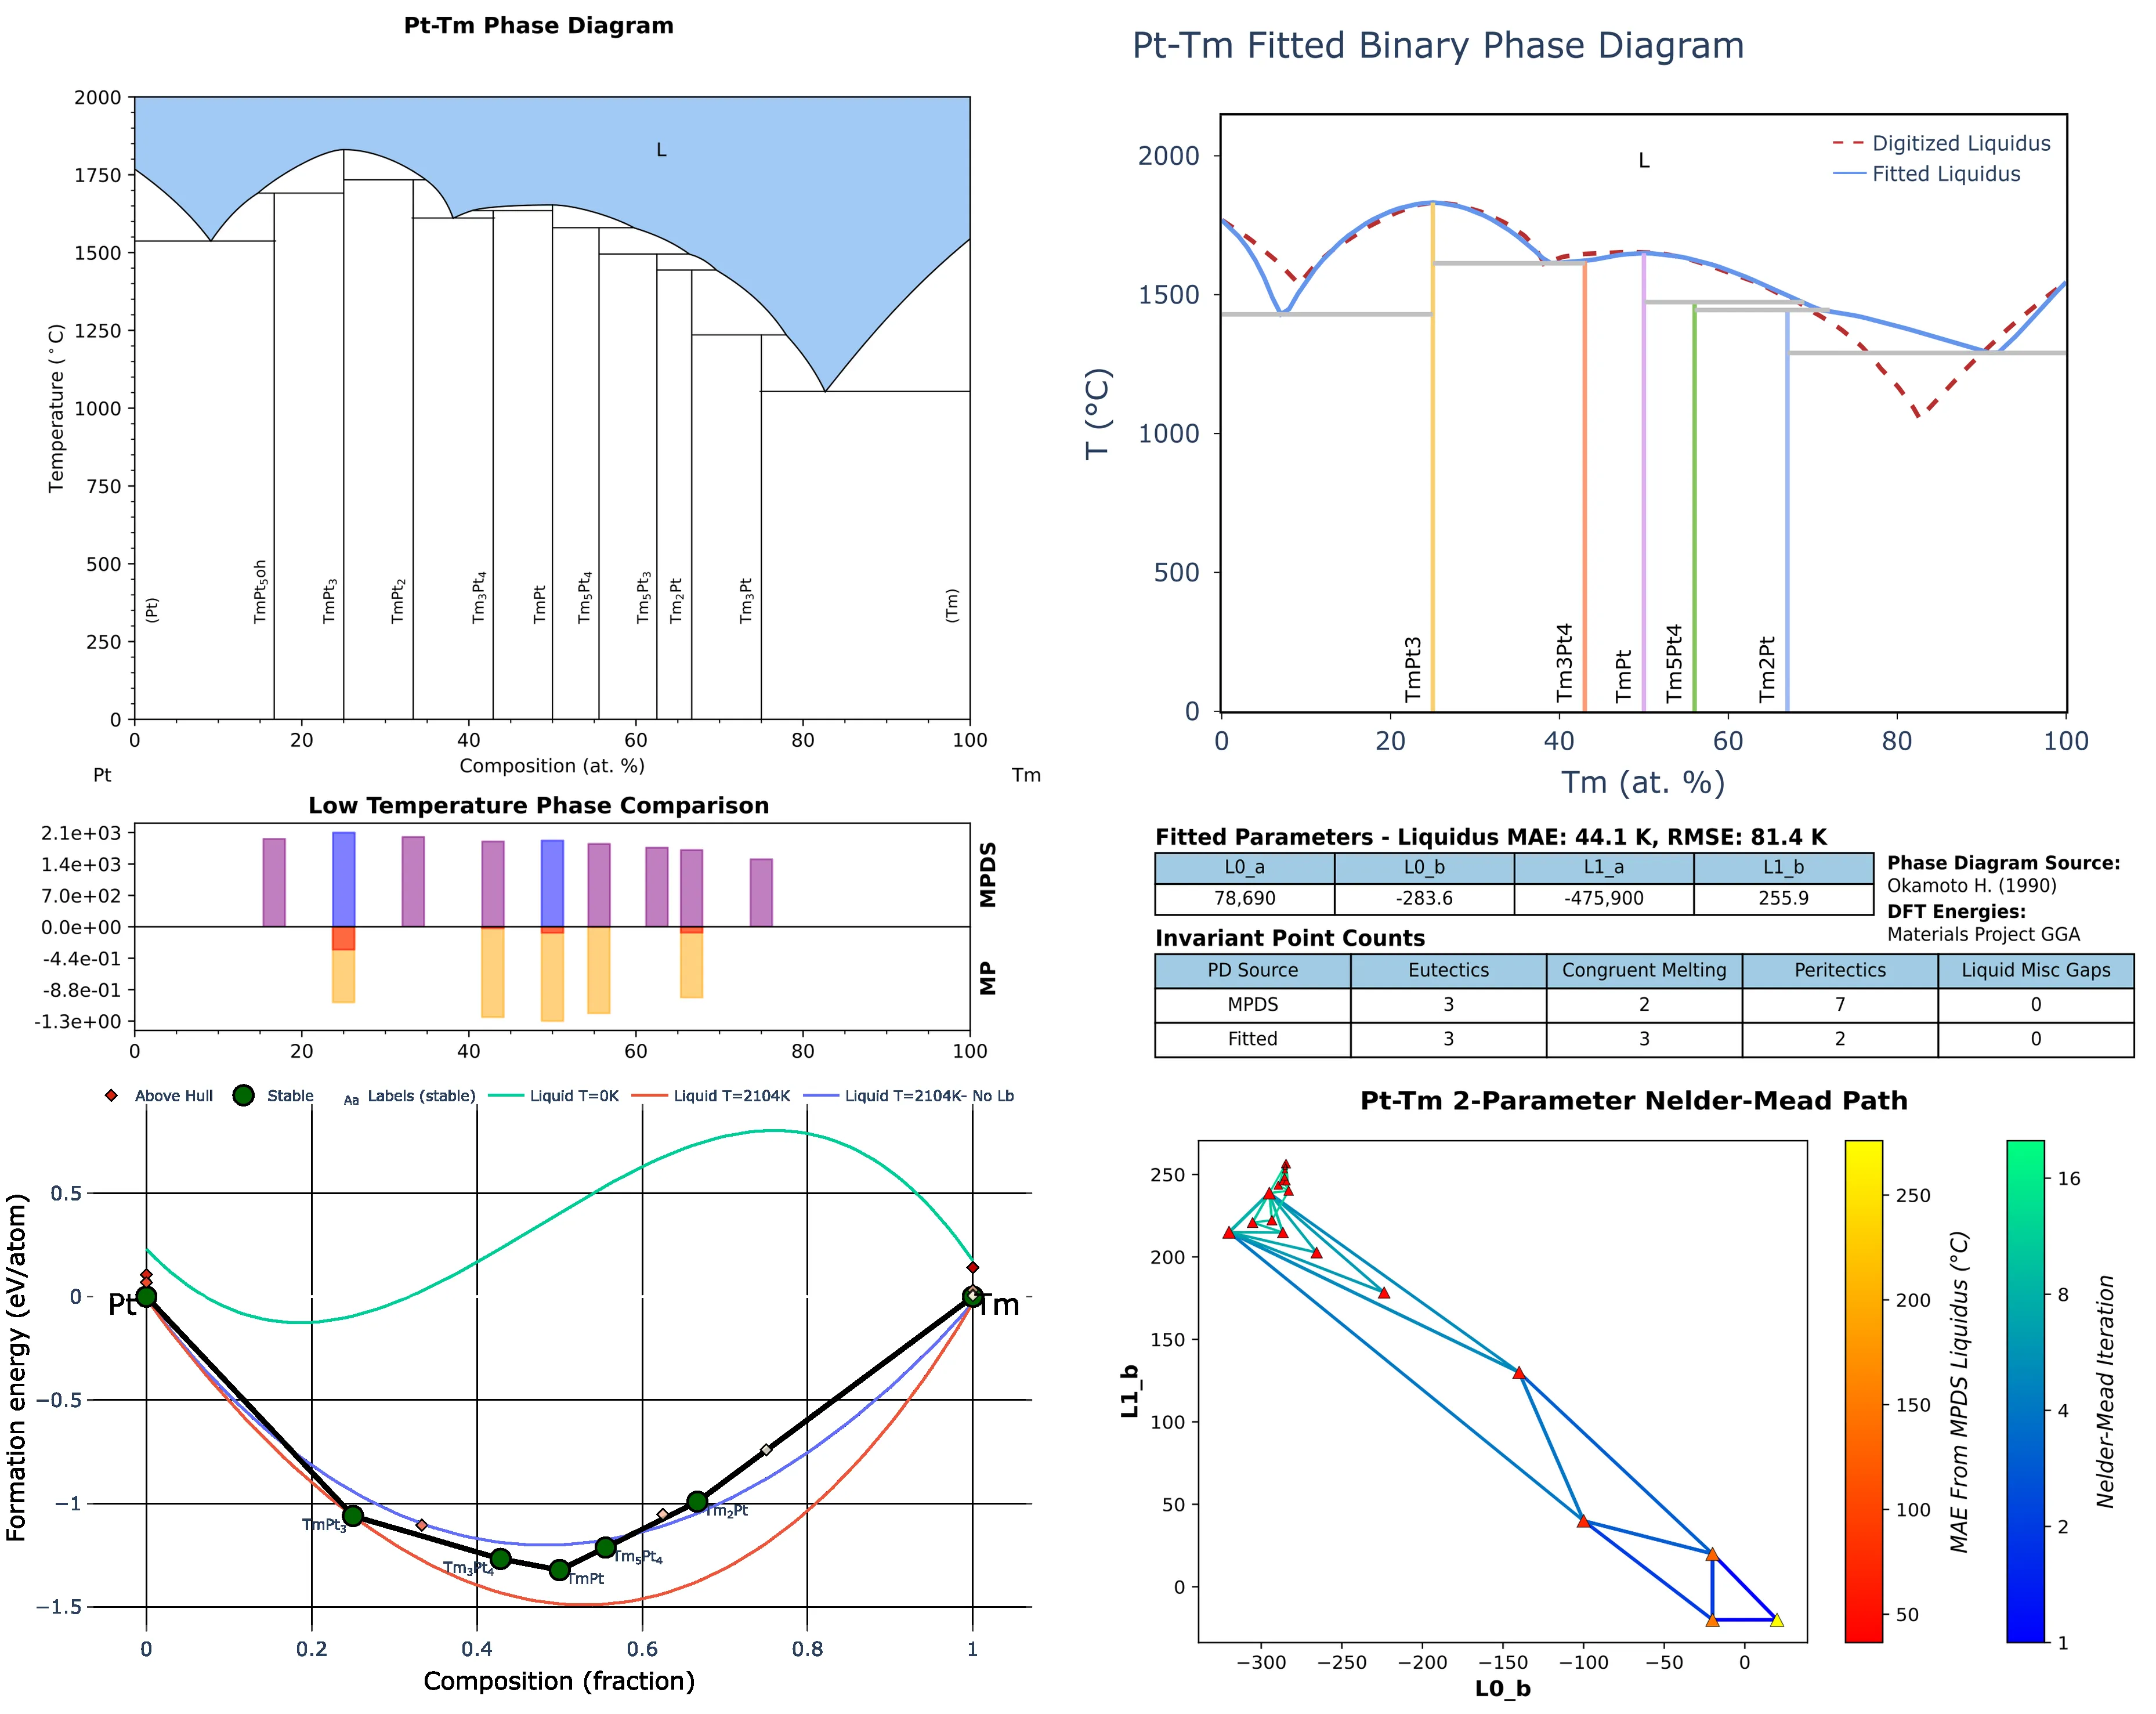 Pt-Tm Phase Diagram
2000
1750
1500
1250
1000
750
500
250
0
Temperature (°C)
L
(Pt)
TmPt5oh
TmPt3
TmPt2
Tm3Pt4
TmPt
Tm5Pt4
Tm5Pt3
Tm2Pt
Tm3Pt
(Tm)
0 20 40 60 80 100
Composition (at. %)
Pt Tm
Pt-Tm Fitted Binary Phase Diagram
2000
1500
1000
500
0
T (°C)
L
Digitized Liquidus
Fitted Liquidus
TmPt3
Tm3Pt4
TmPt
Tm5Pt4
Tm2Pt
0 20 40 60 80 100
Tm (at. %)
Low Temperature Phase Comparison
2.1e+03
1.4e+03
7.0e+02
0.0e+00
-4.4e-01
-8.8e-01
-1.3e+00
MPDS
MP
0 20 40 60 80 100
Fitted Parameters - Liquidus MAE: 44.1 K, RMSE: 81.4 K
L0_a L0_b L1_a L1_b
78,690 -283.6 -475,900 255.9
Phase Diagram Source:
Okamoto H. (1990)
DFT Energies:
Materials Project GGA
Invariant Point Counts
PD Source Eutectics Congruent Melting Peritectics Liquid Misc Gaps
MPDS 3 2 7 0
Fitted 3 3 2 0
Above Hull Stable Aa Labels (stable) Liquid T=0K Liquid T=2104K Liquid T=2104K- No Lb
0.5
0
−0.5
−1
−1.5
Formation energy (eV/atom)
Pt
Tm
TmPt3
Tm3Pt4
TmPt
Tm5Pt4
Tm2Pt
0 0.2 0.4 0.6 0.8 1
Composition (fraction)
Pt-Tm 2-Parameter Nelder-Mead Path
250
200
150
100
50
0
L1_b
−300 −250 −200 −150 −100 −50 0
L0_b
250
200
150
100
50
MAE From MPDS Liquidus (°C)
16
8
4
2
1
Nelder-Mead Iteration